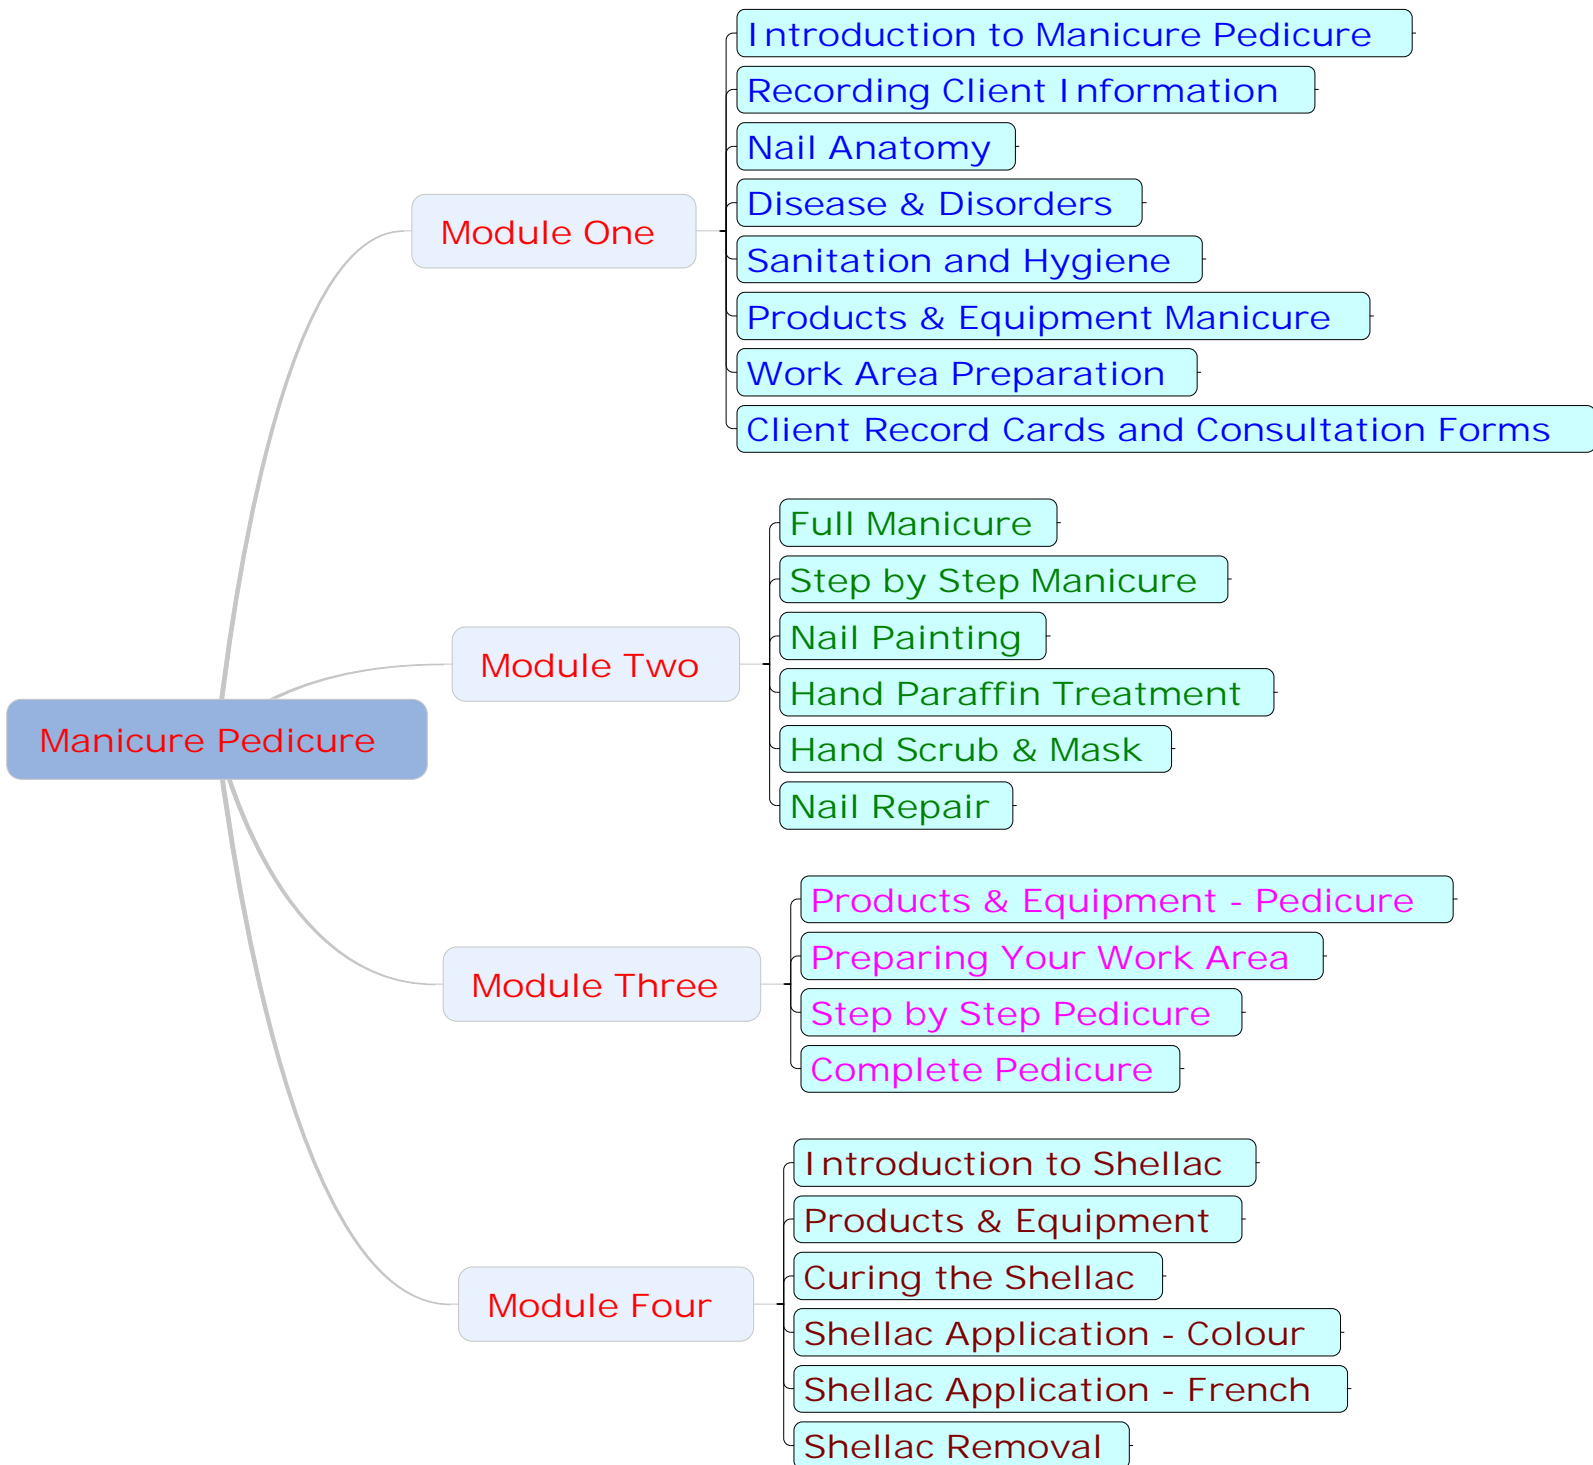 Manicure Pedicure
Module One
Introduction to Manicure Pedicure
Recording Client Information
Nail Anatomy
Disease & Disorders
Sanitation and Hygiene
Products & Equipment Manicure
Work Area Preparation
Client Record Cards and Consultation Forms
Module Two
Full Manicure
Step by Step Manicure
Nail Painting
Hand Paraffin Treatment
Hand Scrub & Mask
Nail Repair
Module Three
Products & Equipment - Pedicure
Preparing Your Work Area
Step by Step Pedicure
Complete Pedicure
Module Four
Introduction to Shellac
Products & Equipment
Curing the Shellac
Shellac Application - Colour
Shellac Application - French
Shellac Removal